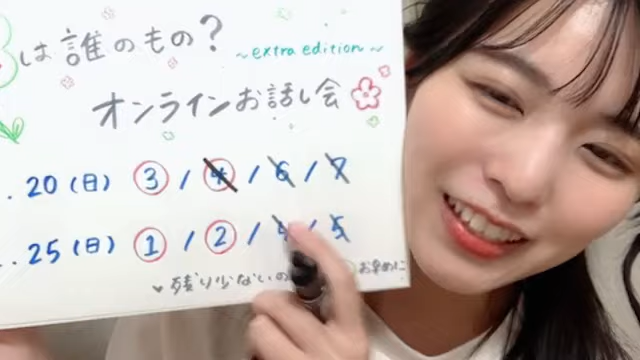 は誰のもの?
~extra edition~
オンラインお話し会
. 20(日) ③ / ④ / 6 / 7
. . 25(日) ① / ② / 4 / 5
♥ 残り少ないの お早めに